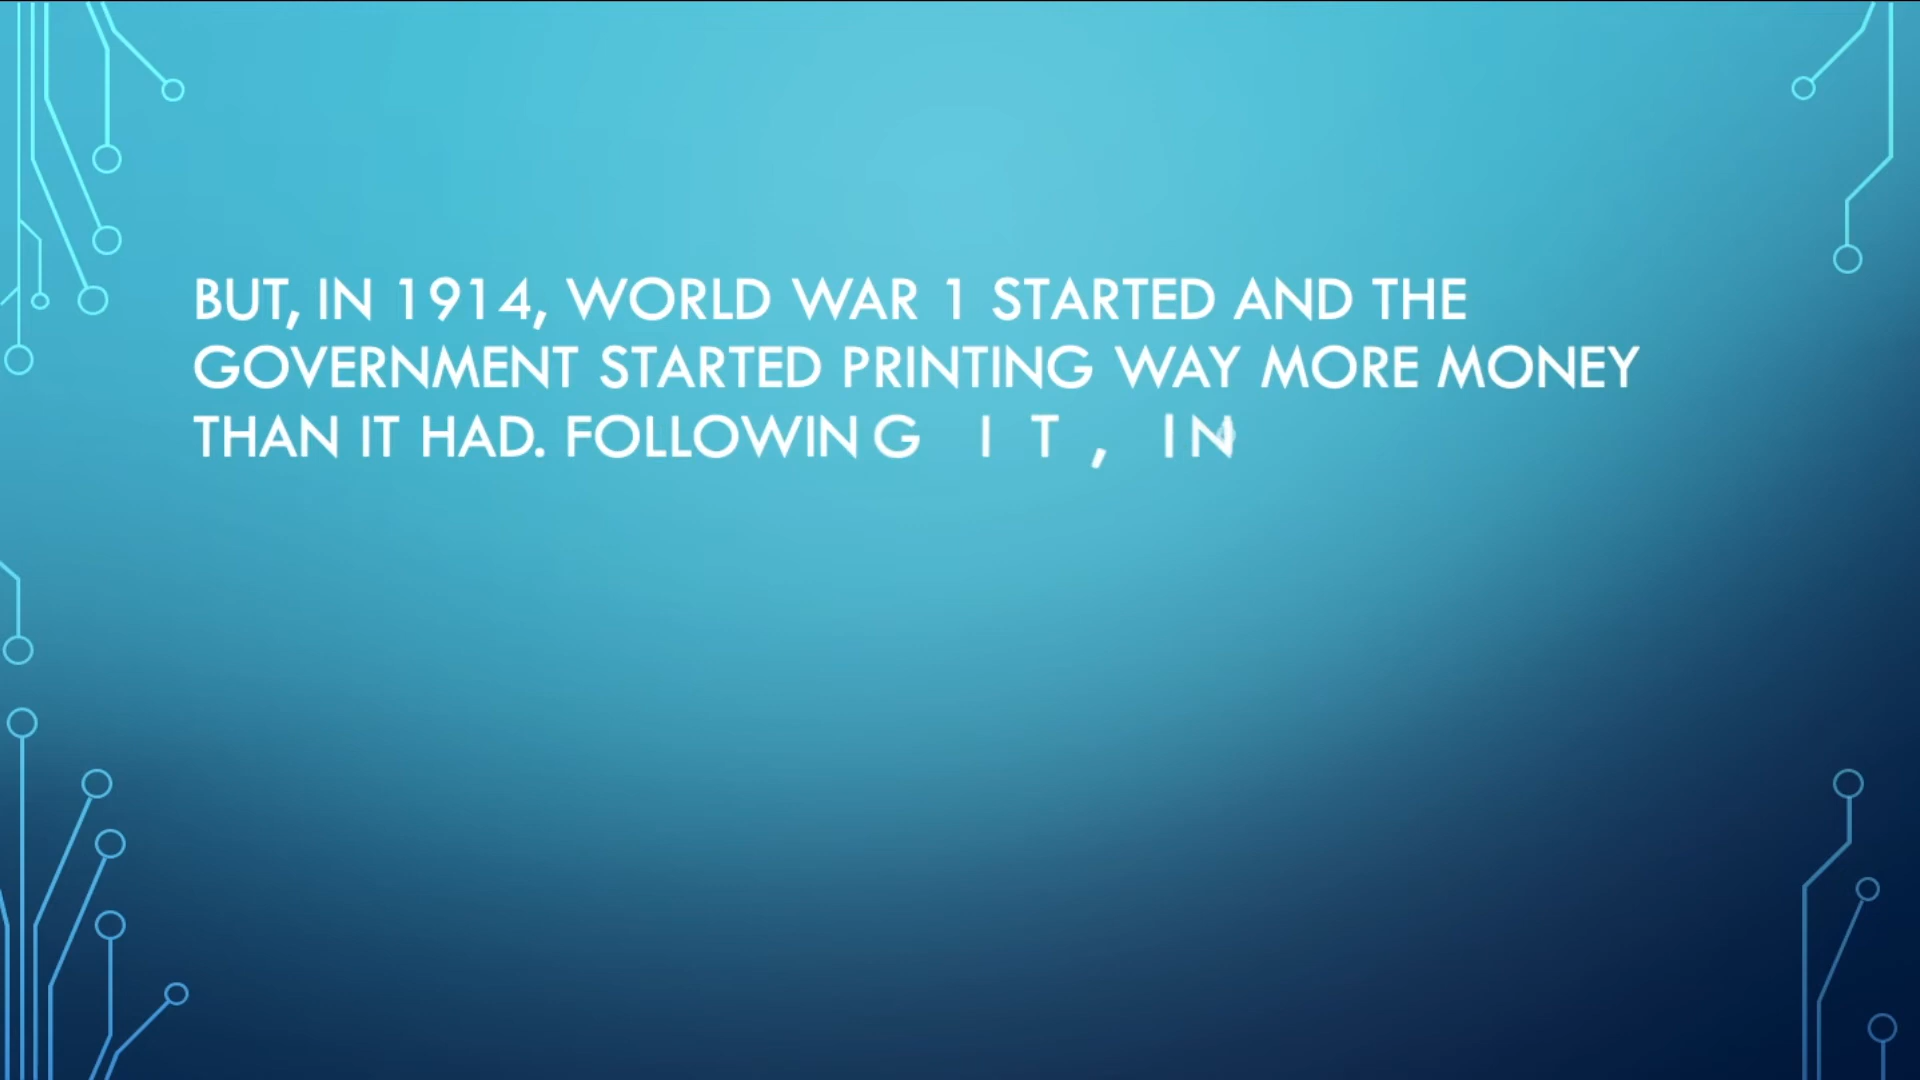 BUT, IN 1914, WORLD WAR 1 STARTED AND THE
GOVERNMENT STARTED PRINTING WAY MORE MONEY
THAN IT HAD. FOLLOWING IT, IN